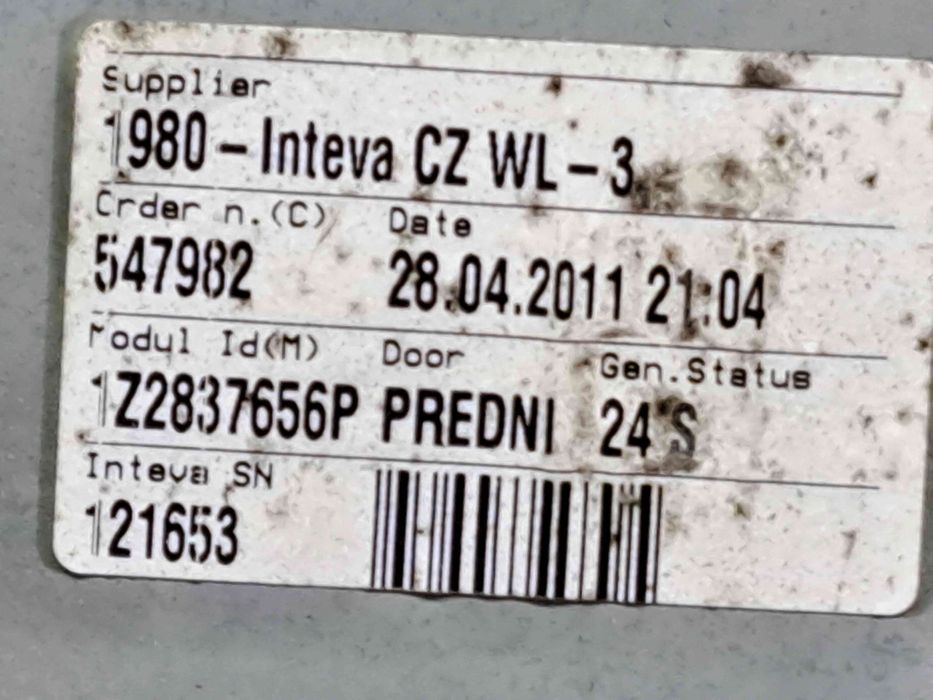 Supplier
1980-Inteva CZ WL-3
Order n.(C) Date
547982 28.04.2011 21:04
Modul Id(M) Door Gen.Status
1Z2837656P PREDNI 24 S
Inteva SN
121653